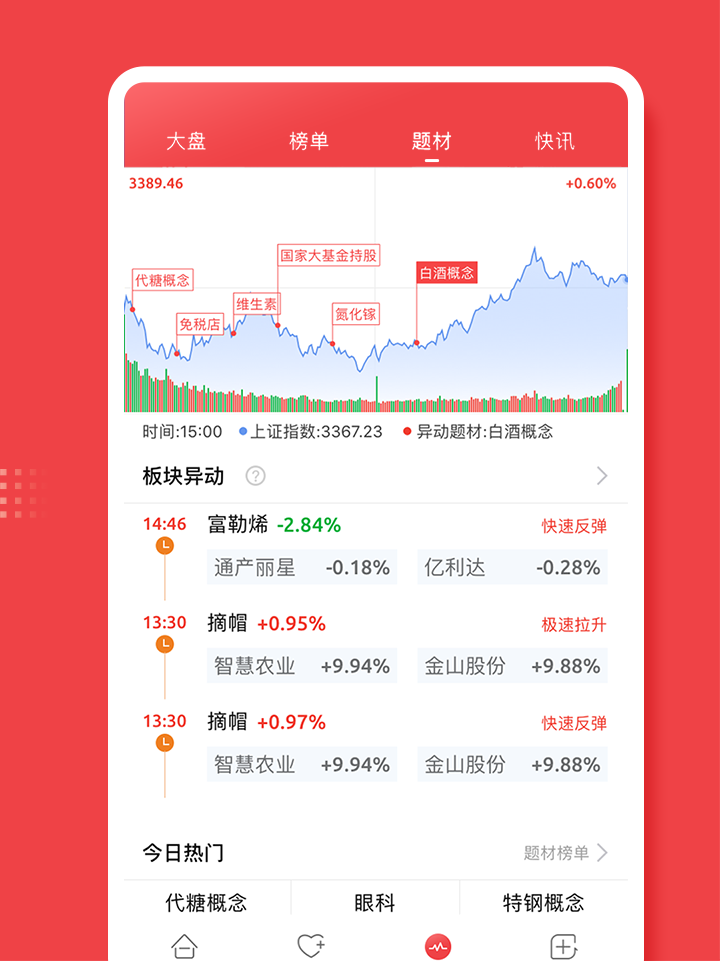 大盘 榜单 题材 快讯
3389.46 +0.60%
国家大基金持股
白酒概念
代糖概念
维生素
氮化镓
免税店
时间:15:00 上证指数:3367.23 异动题材:白酒概念
板块异动 ?
14:46 富勒烯 -2.84% 快速反弹
通产丽星 -0.18% 亿利达 -0.28%
13:30 摘帽 +0.95% 极速拉升
智慧农业 +9.94% 金山股份 +9.88%
13:30 摘帽 +0.97% 快速反弹
智慧农业 +9.94% 金山股份 +9.88%
今日热门 题材榜单
代糖概念 眼科 特钢概念